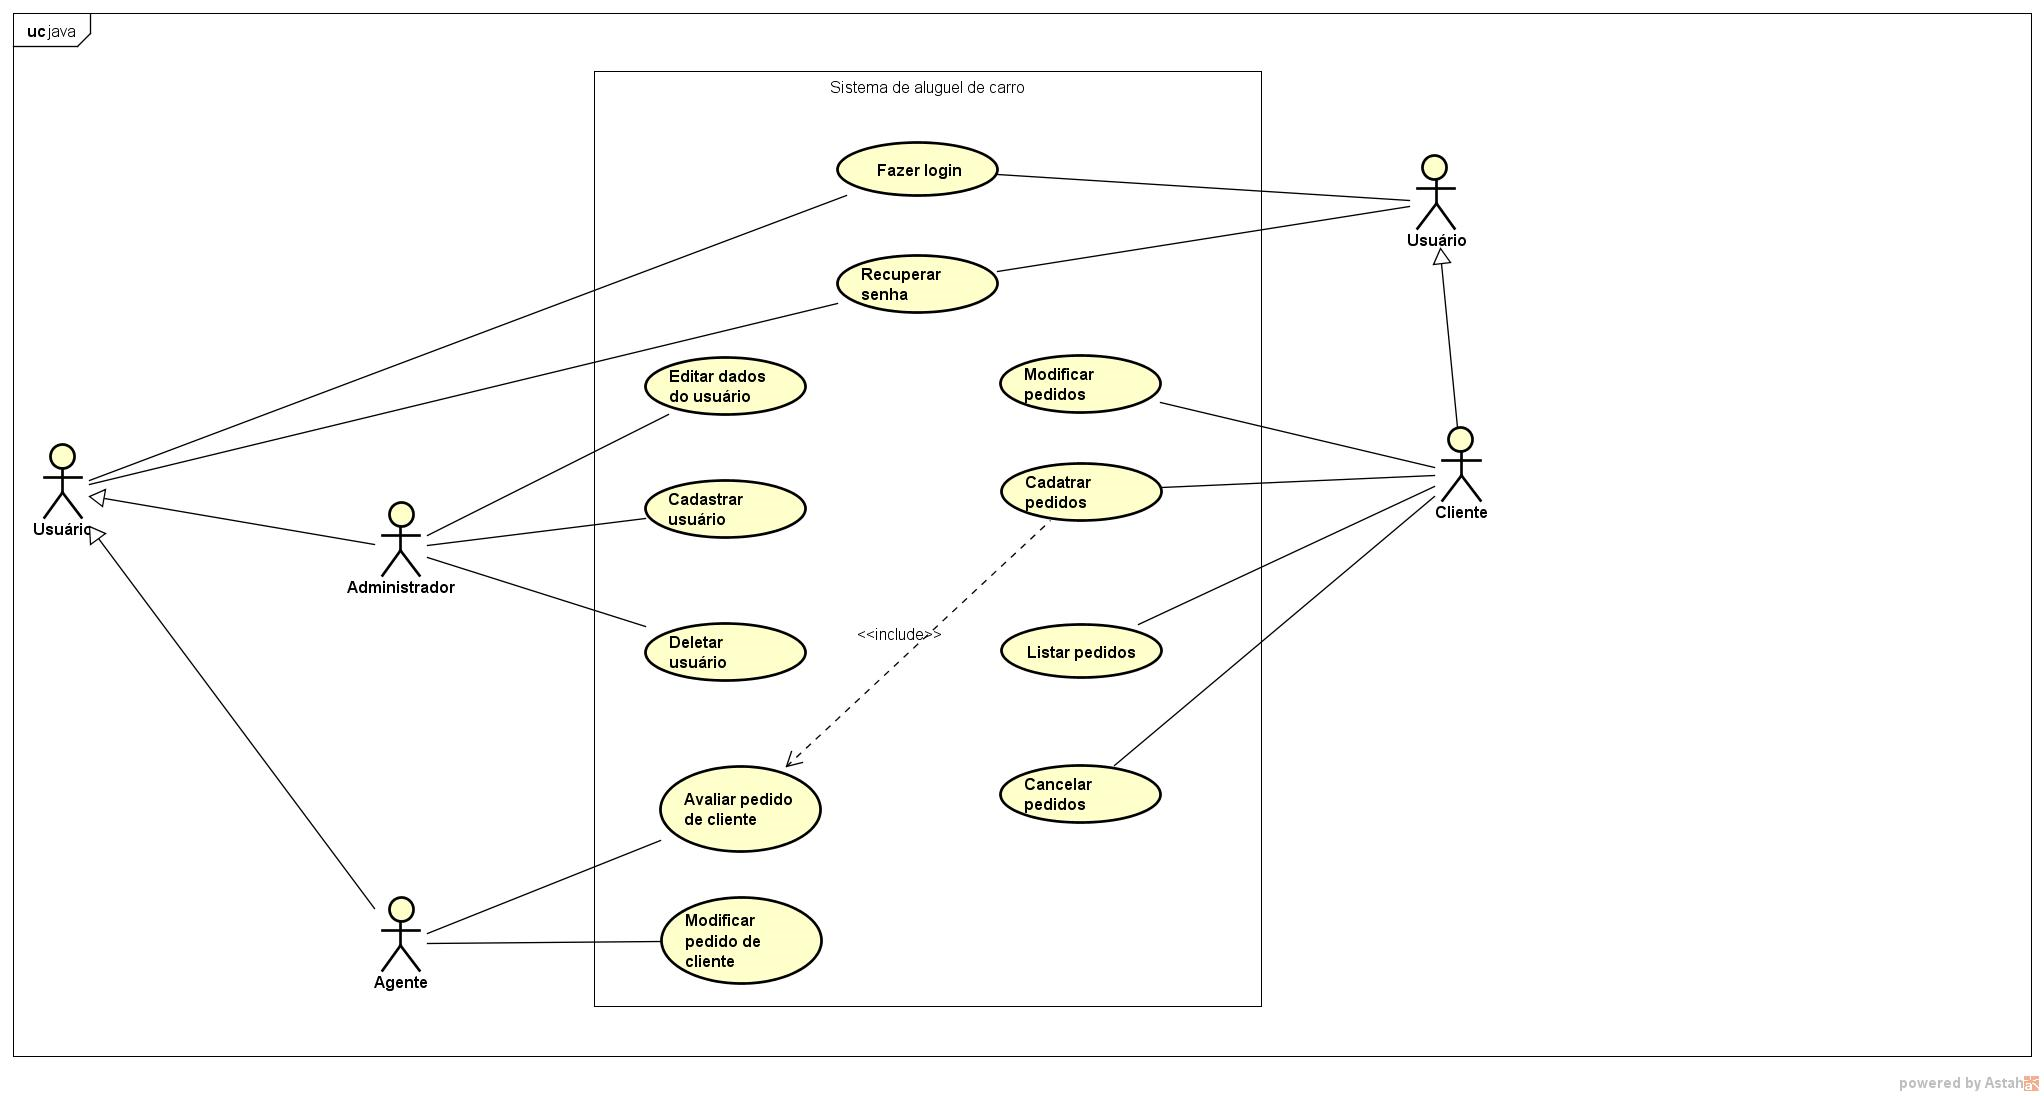 uc java
Sistema de aluguel de carro
Fazer login
Usuário
Recuperar
senha
Editar dados
do usuário
Modificar
pedidos
Cadastrar
usuário
Cadatrar
pedidos
Cliente
Usuário
Administrador
<<include>>
Deletar
usuário
Listar pedidos
Avaliar pedido
de cliente
Cancelar
pedidos
Modificar
pedido de
cliente
Agente
powered by Astah